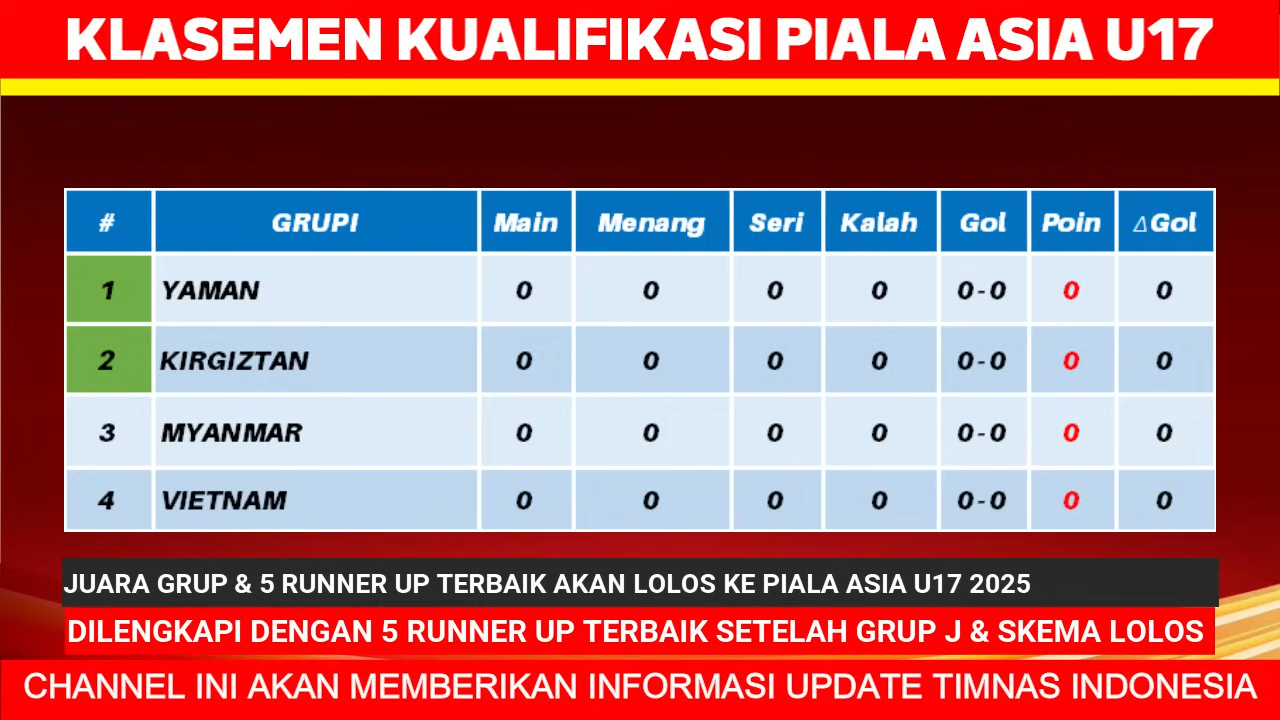 KLASEMEN KUALIFIKASI PIALA ASIA U17
# GRUPI Main Menang Seri Kalah Gol Poin △Gol
1 YAMAN 0 0 0 0 0-0 0 0
2 KIRGIZTAN 0 0 0 0 0-0 0 0
3 MYANMAR 0 0 0 0 0-0 0 0
4 VIETNAM 0 0 0 0 0-0 0 0
JUARA GRUP & 5 RUNNER UP TERBAIK AKAN LOLOS KE PIALA ASIA U17 2025
DILENGKAPI DENGAN 5 RUNNER UP TERBAIK SETELAH GRUP J & SKEMA LOLOS
CHANNEL INI AKAN MEMBERIKAN INFORMASI UPDATE TIMNAS INDONESIA